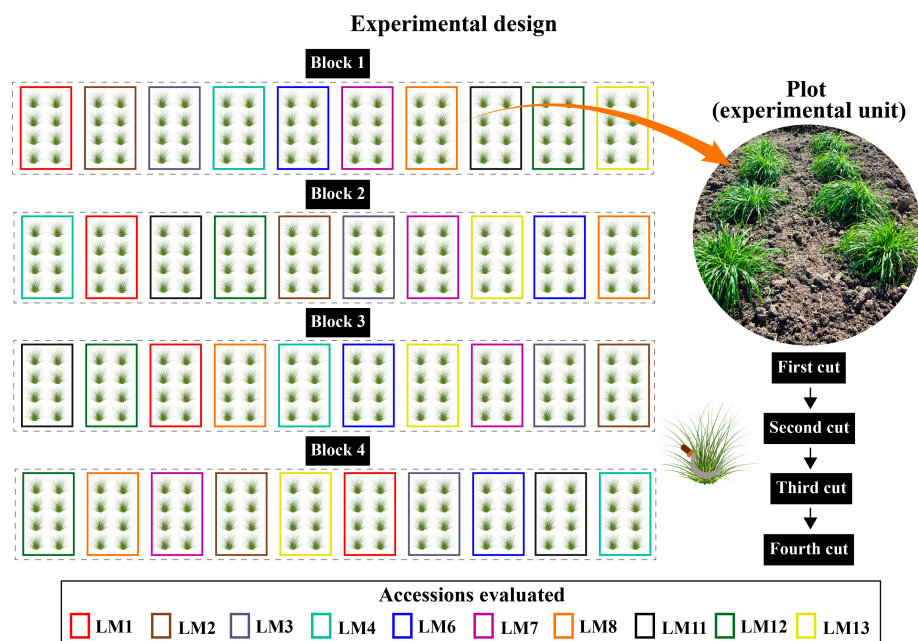 Experimental design
Block 1
Plot
(experimental unit)
Block 2
Block 3
First cut
Second cut
Block 4
Third cut
Fourth cut
Accessions evaluated
LM1 LM2 LM3 LM4 LM6 LM7 LM8 LM11 LM12 LM13